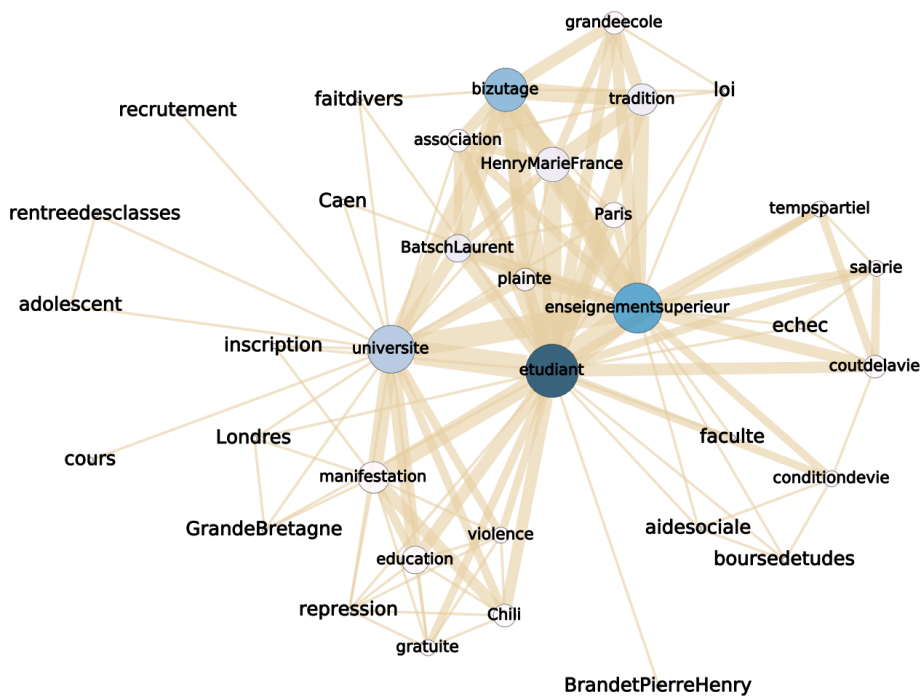 grandeecole
bizutage
loi
faitdivers
tradition
recrutement
association
HenryMarieFrance
Caen
tempspartiel
rentreedesclasses
Paris
BatschLaurent
salarie
plainte
adolescent
enseignementsuperieur
echec
inscription
universite
etudiant
coutdelavie
Londres
faculte
cours
manifestation
conditiondevie
GrandeBretagne
aidesociale
violence
education
boursedetudes
repression
Chili
gratuite
BrandetPierreHenry